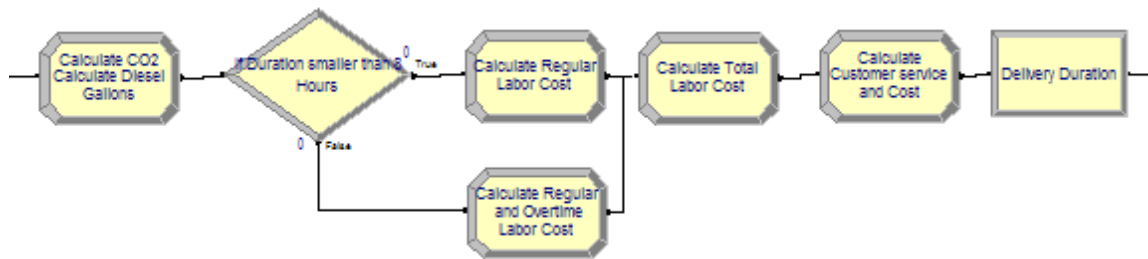 Calculate CO2
Calculate Diesel
Gallons
If Duration smaller than 8
Hours
0
True
0
False
Calculate Regular
Labor Cost
Calculate Regular
and Overtime
Labor Cost
Calculate Total
Labor Cost
Calculate
Customer service
and Cost
Delivery Duration